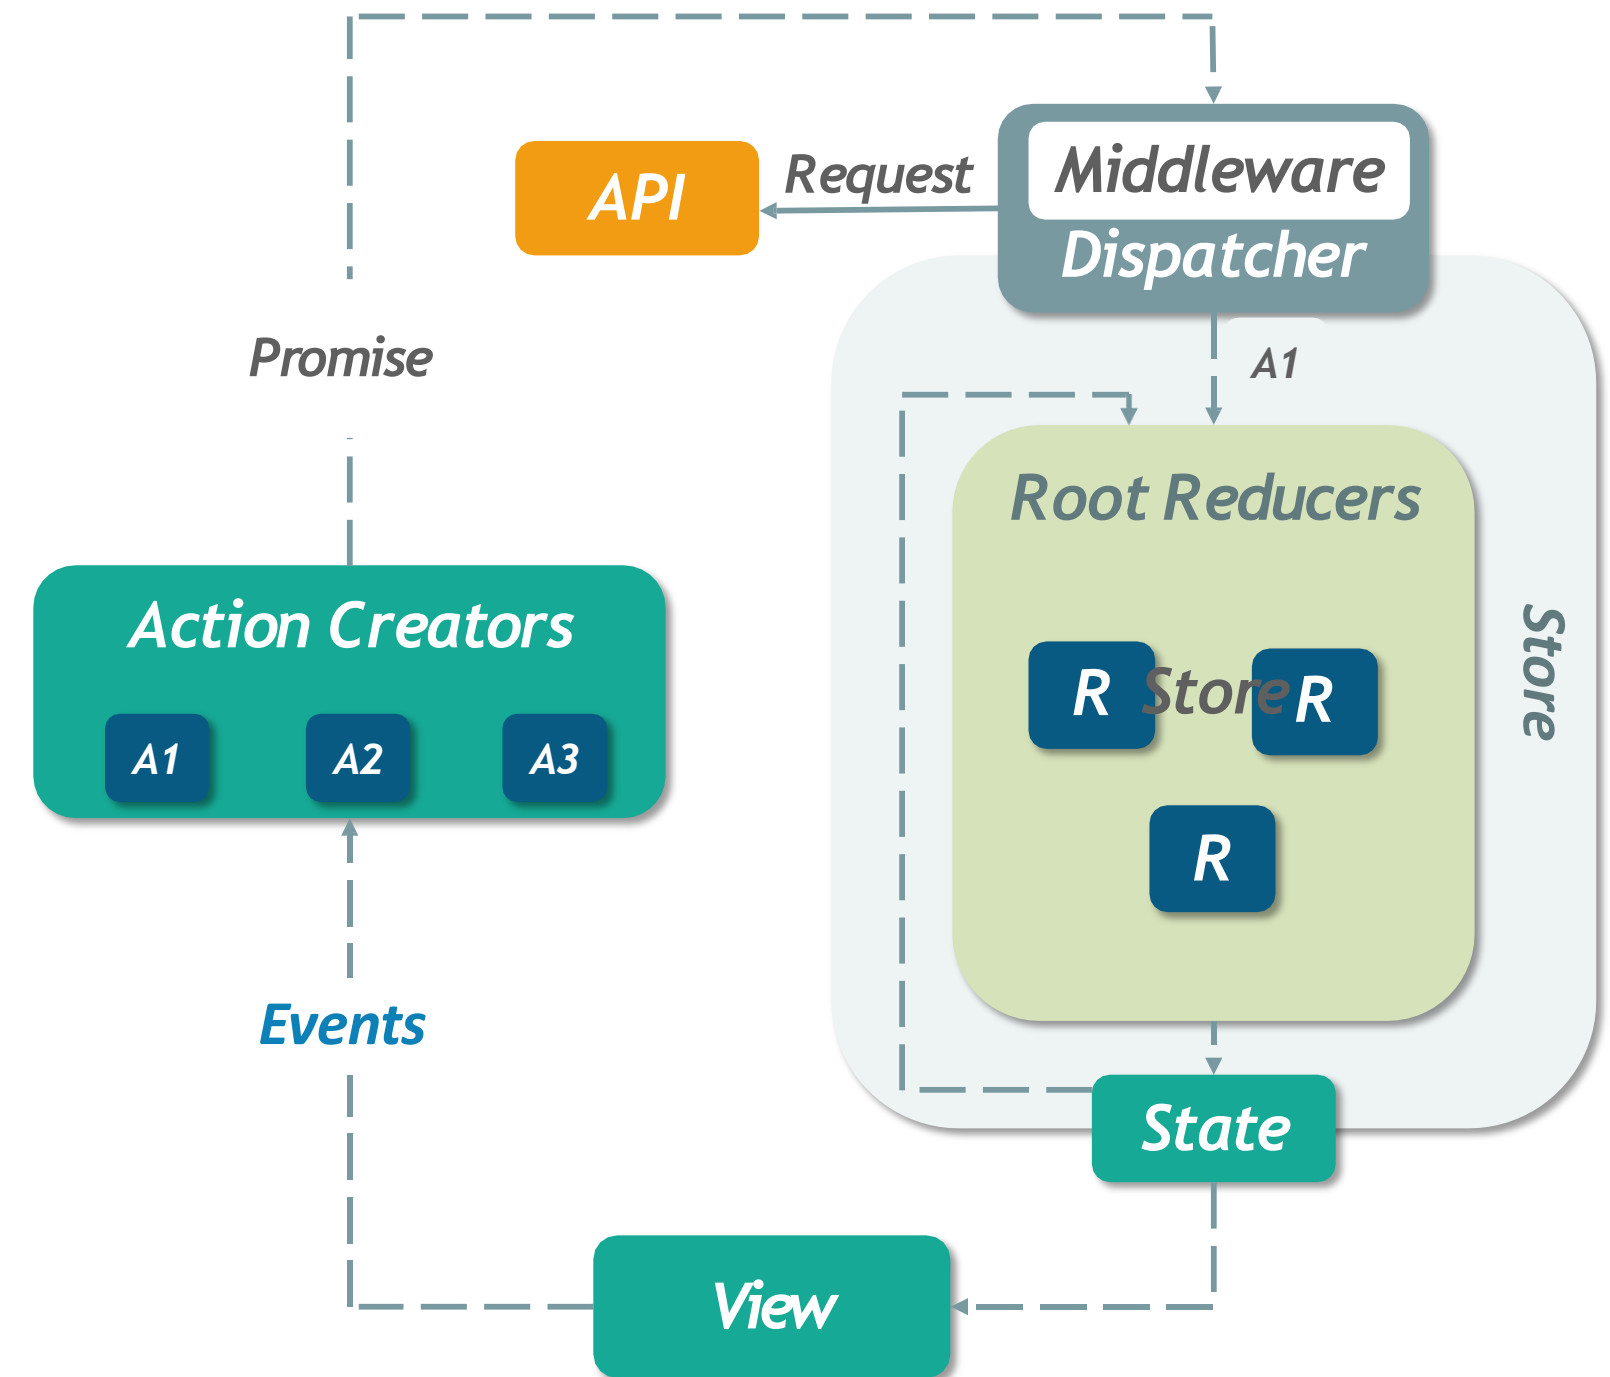 Middleware
Dispatcher
Request
API
Promise
A1
Root Reducers
Action Creators
A1
A2
A3
R
Store
R
R
Store
Events
State
View